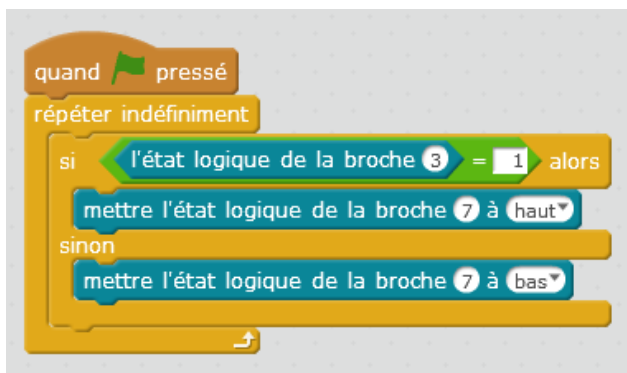 quand pressé
répéter indéfiniment
si l'état logique de la broche 3 = 1 alors
mettre l'état logique de la broche 7 à haut
sinon
mettre l'état logique de la broche 7 à bas